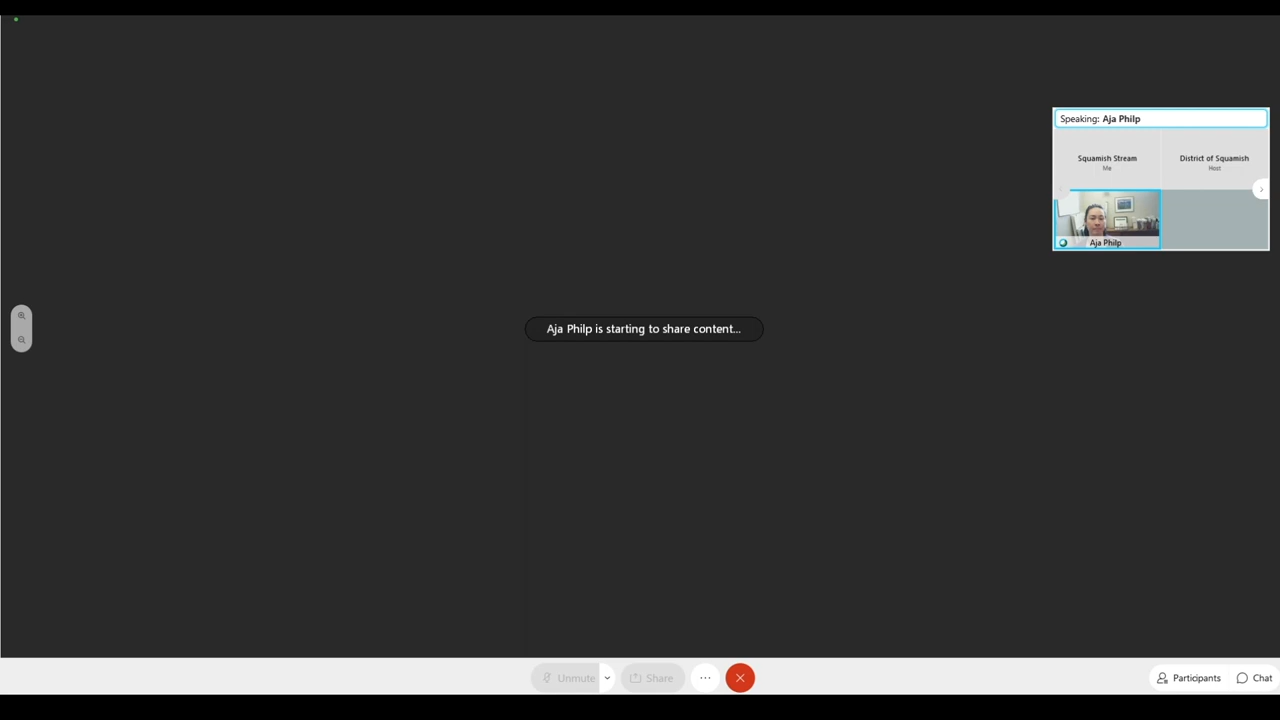 Speaking: Aja Philp
Squamish Stream
Me
District of Squamish
Host
Aja Philp
Aja Philp is starting to share content...
Unmute
Share
Participants
Chat